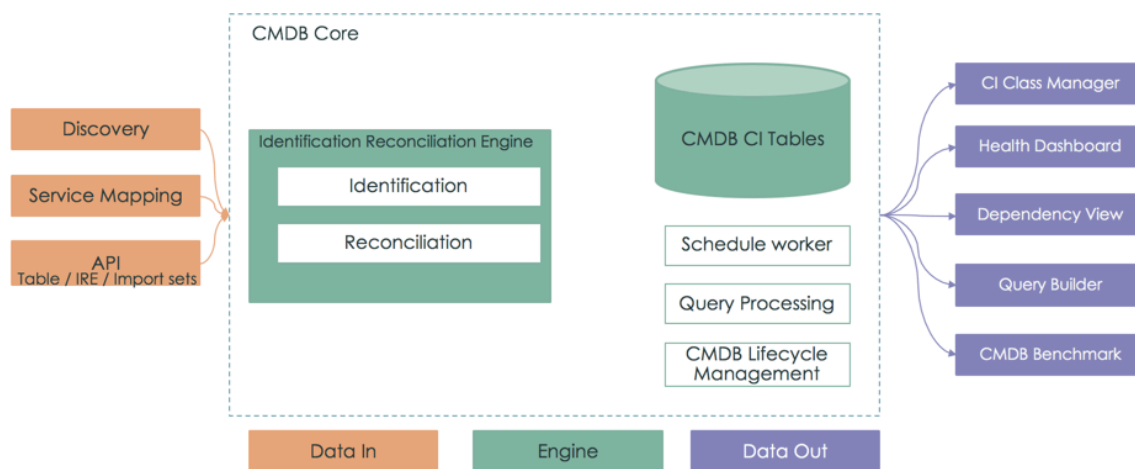 CMDB Core
Discovery
Service Mapping
API
Table / IRE / Import sets
Identification Reconciliation Engine
Identification
Reconciliation
CMDB CI Tables
Schedule worker
Query Processing
CMDB Lifecycle
Management
CI Class Manager
Health Dashboard
Dependency View
Query Builder
CMDB Benchmark
Data In
Engine
Data Out